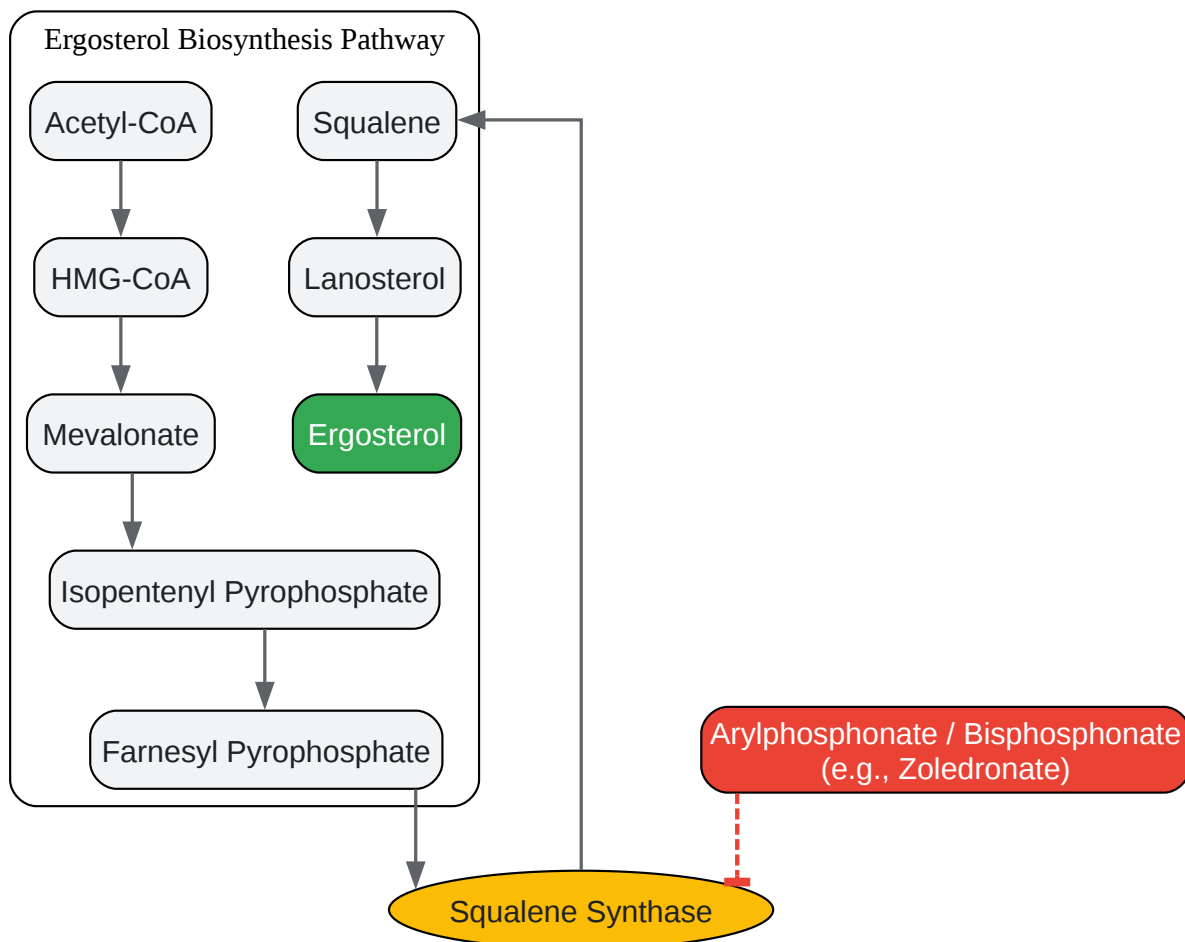 Ergosterol Biosynthesis Pathway
Acetyl-CoA
Squalene
HMG-CoA
Lanosterol
Mevalonate
Ergosterol
Isopentenyl Pyrophosphate
Farnesyl Pyrophosphate
Arylphosphonate / Bisphosphonate
(e.g., Zoledronate)
Squalene Synthase